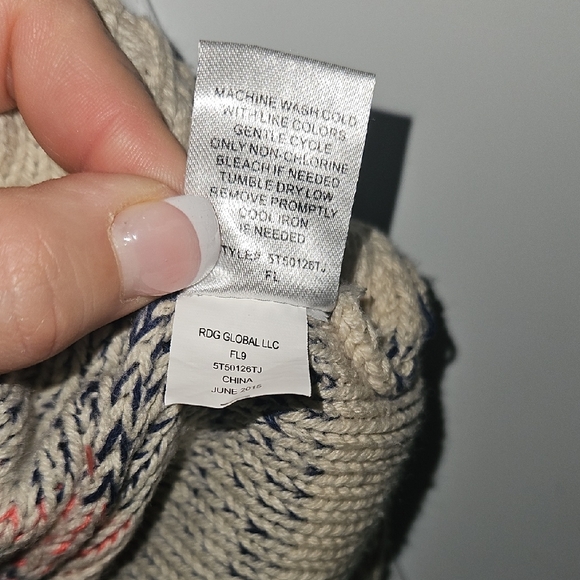 MACHINE WASH COLD
WITH LIKE COLORS
GENTLE CYCLE
ONLY NON-CHLORINE
BLEACH IF NEEDED
TUMBLE DRY LOW
REMOVE PROMPTLY
COOL IRON
IF NEEDED
STYLE# 5T50126TJ
FL
RDG GLOBAL LLC
FL9
5T50126TJ
CHINA
JUNE 2015